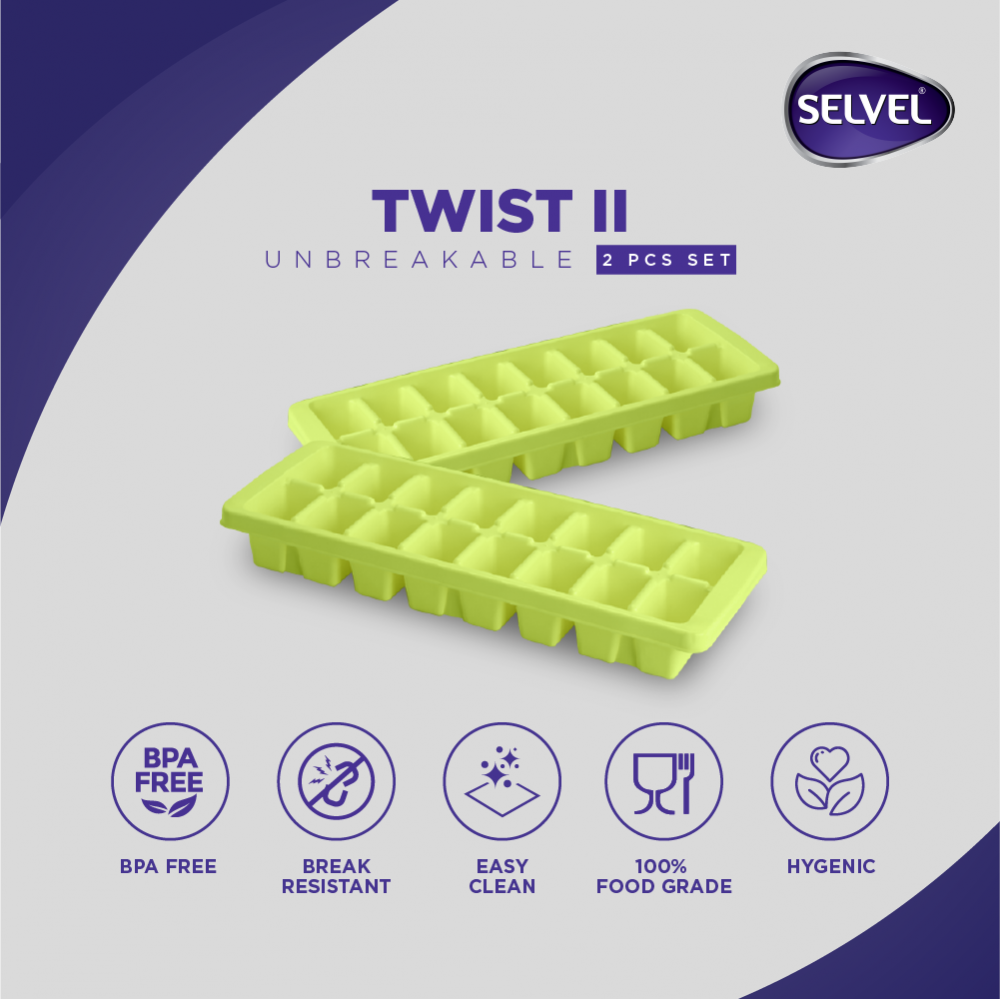 SELVEL®
TWIST II
UNBREAKABLE 2 PCS SET
BPA
FREE
BPA FREE
BREAK
RESISTANT
EASY
CLEAN
100%
FOOD GRADE
HYGENIC